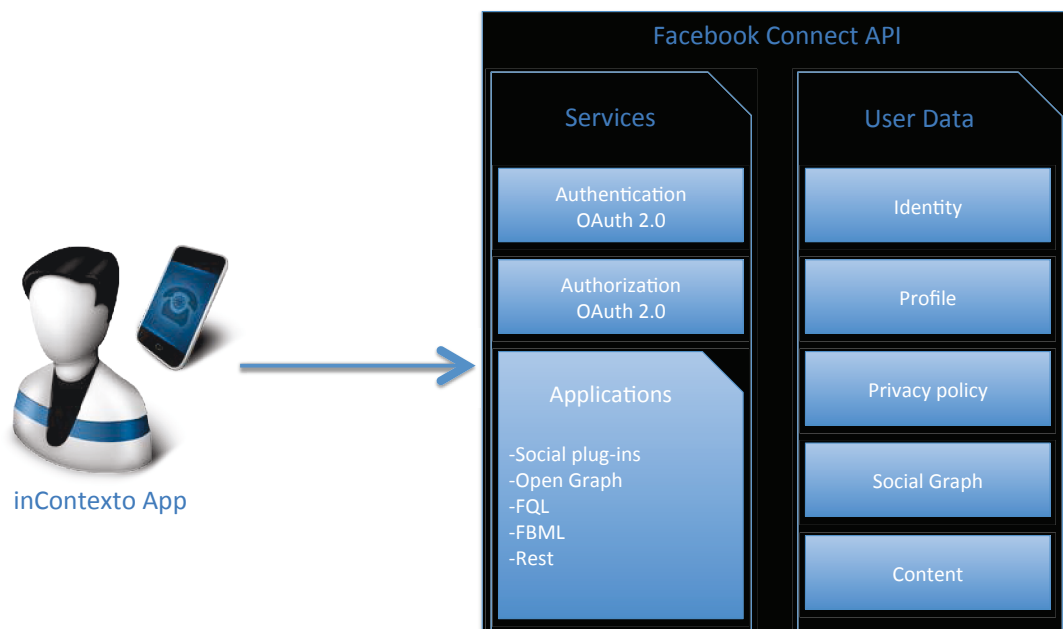 Facebook Connect API
Services
Authentication
OAuth 2.0
Authorization
OAuth 2.0
Applications
-Social plug-ins
-Open Graph
-FQL
-FBML
-Rest
User Data
Identity
Profile
Privacy policy
Social Graph
Content
inContexto App